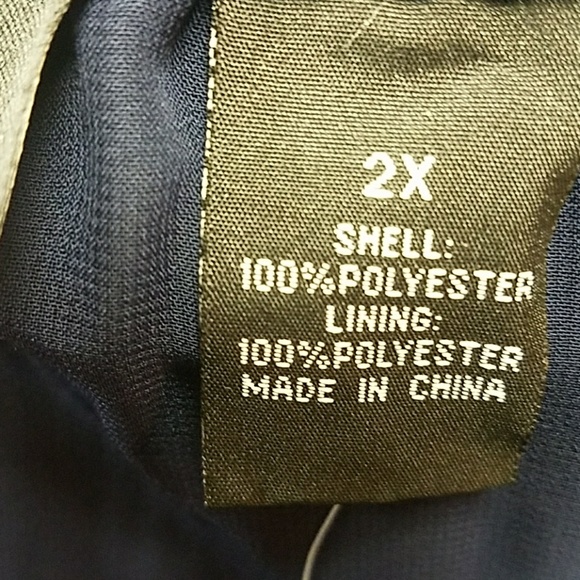 2X
SHELL:
100%POLYESTER
LINING:
100%POLYESTER
MADE IN CHINA